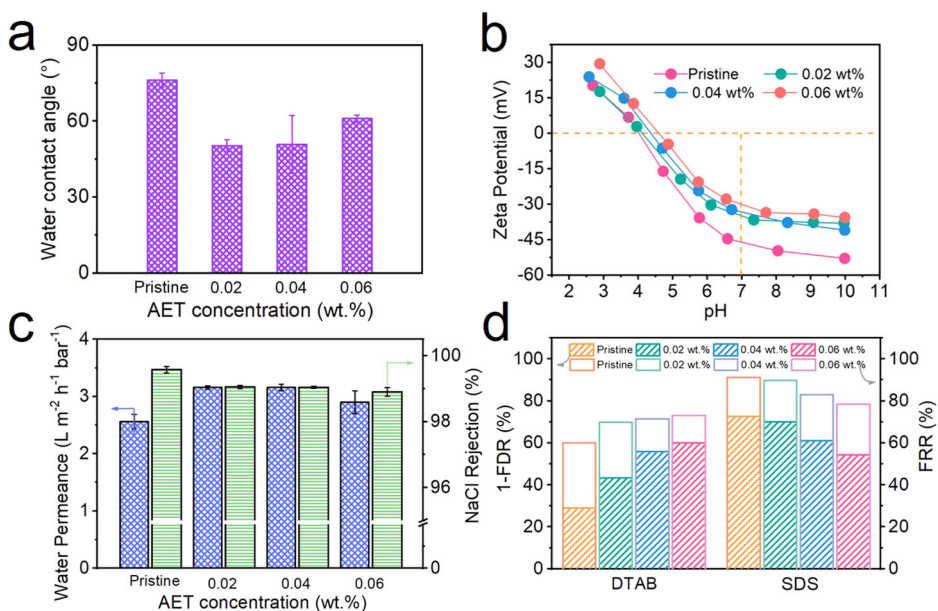 a
90
60
30
0
Water contact angle (°)
Pristine 0.02 0.04 0.06
AET concentration (wt.%)
b
30
15
0
-15
-30
-45
-60
Zeta Potential (mV)
Pristine 0.02 wt%
0.04 wt% 0.06 wt%
2 3 4 5 6 7 8 9 10 11
pH
c
4
3
2
1
0
Water Permeance (L m⁻² h⁻¹ bar⁻¹)
100
98
96
0
NaCl Rejection (%)
Pristine 0.02 0.04 0.06
AET concentration (wt.%)
d
Pristine 0.02 wt.% 0.04 wt.% 0.06 wt.%
Pristine 0.02 wt.% 0.04 wt.% 0.06 wt.%
100
80
60
40
20
0
1-FDR (%)
100
80
60
40
20
0
FRR (%)
DTAB SDS